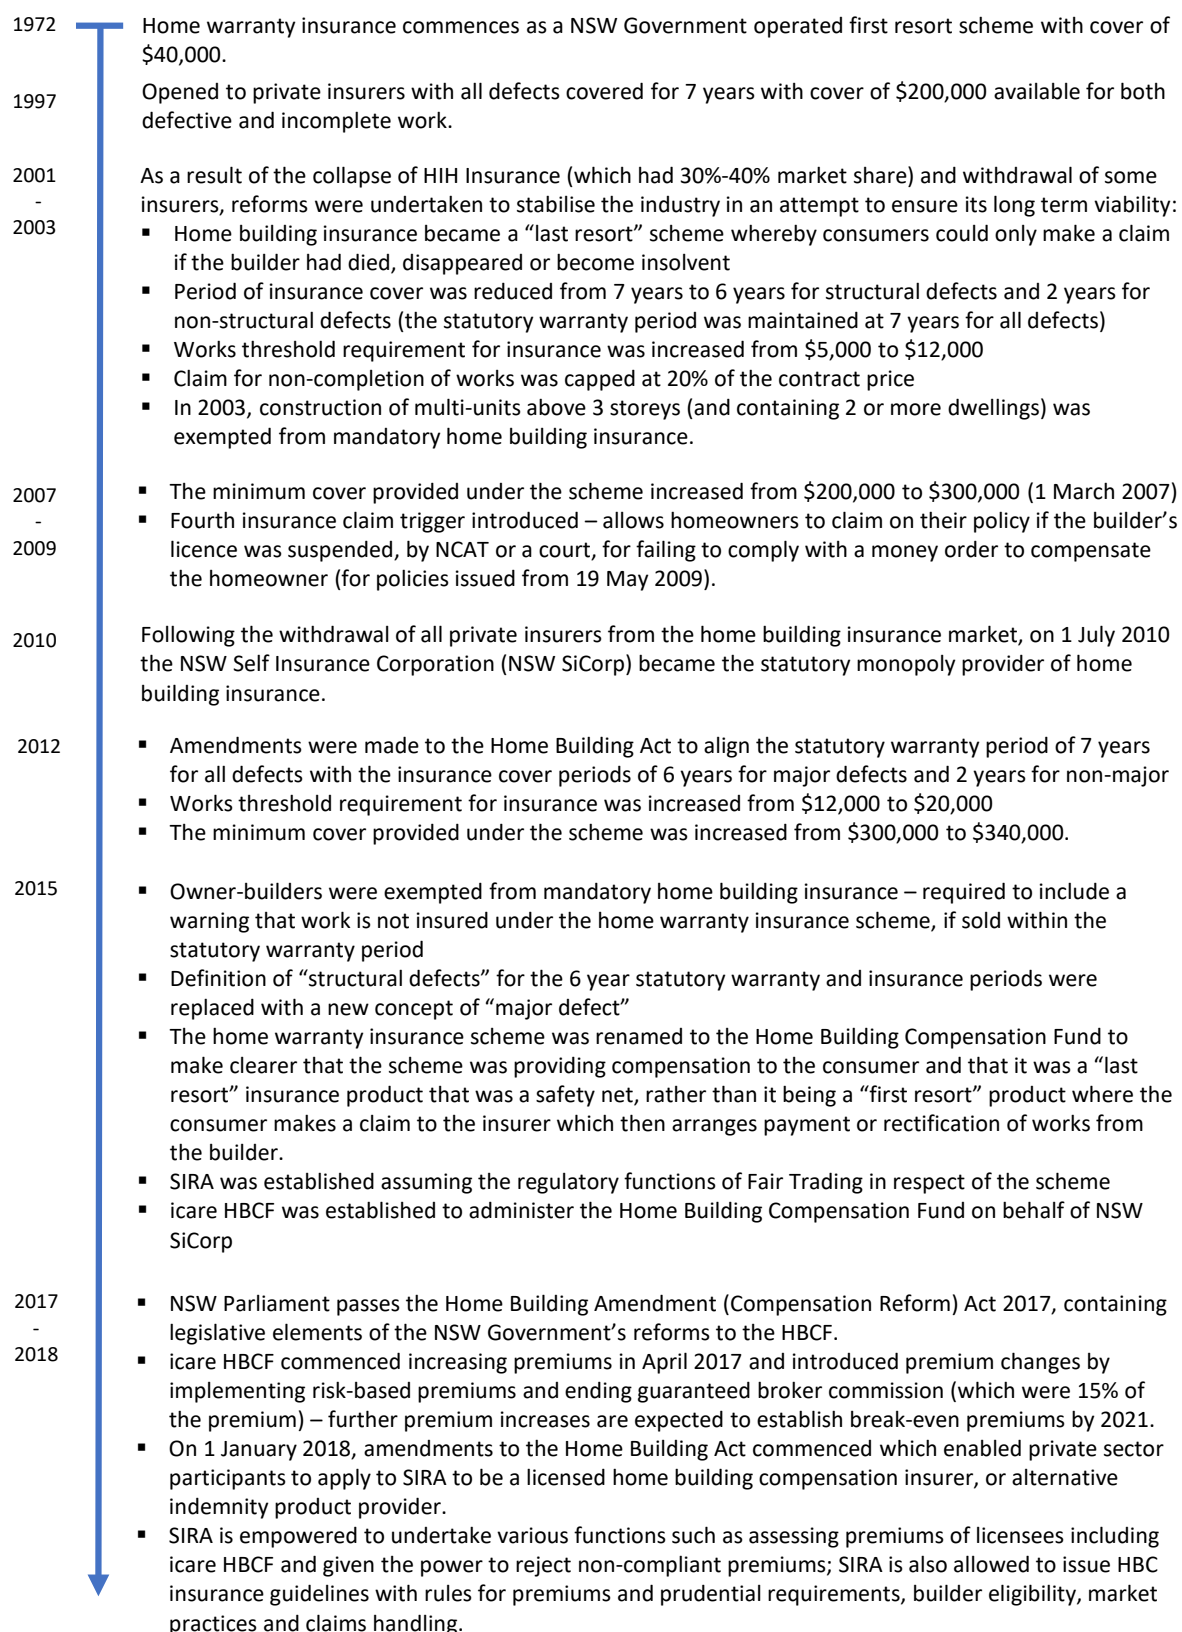 1972
Home warranty insurance commences as a NSW Government operated first resort scheme with cover of
$40,000.
1997
Opened to private insurers with all defects covered for 7 years with cover of $200,000 available for both
defective and incomplete work.
2001
-
2003
As a result of the collapse of HIH Insurance (which had 30%-40% market share) and withdrawal of some
insurers, reforms were undertaken to stabilise the industry in an attempt to ensure its long term viability:
▪ Home building insurance became a “last resort” scheme whereby consumers could only make a claim
if the builder had died, disappeared or become insolvent
▪ Period of insurance cover was reduced from 7 years to 6 years for structural defects and 2 years for
non-structural defects (the statutory warranty period was maintained at 7 years for all defects)
▪ Works threshold requirement for insurance was increased from $5,000 to $12,000
▪ Claim for non-completion of works was capped at 20% of the contract price
▪ In 2003, construction of multi-units above 3 storeys (and containing 2 or more dwellings) was
exempted from mandatory home building insurance.
2007
-
2009
▪ The minimum cover provided under the scheme increased from $200,000 to $300,000 (1 March 2007)
▪ Fourth insurance claim trigger introduced – allows homeowners to claim on their policy if the builder’s
licence was suspended, by NCAT or a court, for failing to comply with a money order to compensate
the homeowner (for policies issued from 19 May 2009).
2010
Following the withdrawal of all private insurers from the home building insurance market, on 1 July 2010
the NSW Self Insurance Corporation (NSW SiCorp) became the statutory monopoly provider of home
building insurance.
2012
▪ Amendments were made to the Home Building Act to align the statutory warranty period of 7 years
for all defects with the insurance cover periods of 6 years for major defects and 2 years for non-major
▪ Works threshold requirement for insurance was increased from $12,000 to $20,000
▪ The minimum cover provided under the scheme was increased from $300,000 to $340,000.
2015
▪ Owner-builders were exempted from mandatory home building insurance – required to include a
warning that work is not insured under the home warranty insurance scheme, if sold within the
statutory warranty period
▪ Definition of “structural defects” for the 6 year statutory warranty and insurance periods were
replaced with a new concept of “major defect”
▪ The home warranty insurance scheme was renamed to the Home Building Compensation Fund to
make clearer that the scheme was providing compensation to the consumer and that it was a “last
resort” insurance product that was a safety net, rather than it being a “first resort” product where the
consumer makes a claim to the insurer which then arranges payment or rectification of works from
the builder.
▪ SIRA was established assuming the regulatory functions of Fair Trading in respect of the scheme
▪ icare HBCF was established to administer the Home Building Compensation Fund on behalf of NSW
SiCorp
2017
-
2018
▪ NSW Parliament passes the Home Building Amendment (Compensation Reform) Act 2017, containing
legislative elements of the NSW Government’s reforms to the HBCF.
▪ icare HBCF commenced increasing premiums in April 2017 and introduced premium changes by
implementing risk-based premiums and ending guaranteed broker commission (which were 15% of
the premium) – further premium increases are expected to establish break-even premiums by 2021.
▪ On 1 January 2018, amendments to the Home Building Act commenced which enabled private sector
participants to apply to SIRA to be a licensed home building compensation insurer, or alternative
indemnity product provider.
▪ SIRA is empowered to undertake various functions such as assessing premiums of licensees including
icare HBCF and given the power to reject non-compliant premiums; SIRA is also allowed to issue HBC
insurance guidelines with rules for premiums and prudential requirements, builder eligibility, market
practices and claims handling.